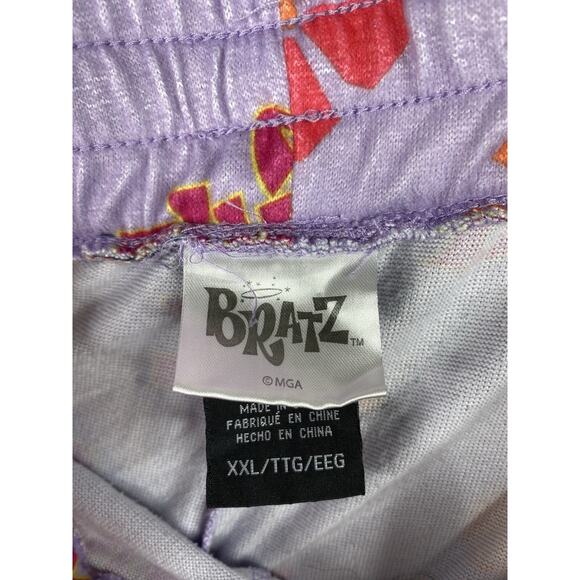 BRATZ TM
© MGA
MADE IN
FABRIQUÉ EN CHINE
HECHO EN CHINA
XXL/TTG/EEG